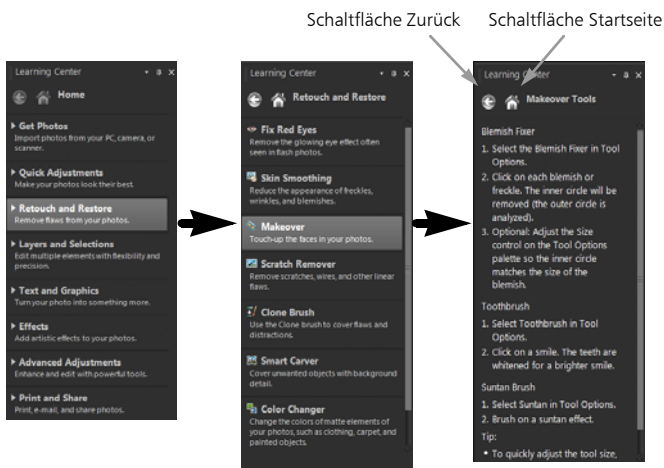 Schaltfläche Zurück Schaltfläche Startseite
Learning Center
Home
Get Photos
Import photos from your PC, camera, or
scanner.
Quick Adjustments
Make your photos look their best.
Retouch and Restore
Remove flaws from your photos.
Layers and Selections
Edit multiple elements with flexibility and
precision.
Text and Graphics
Turn your photo into something more.
Effects
Add artistic effects to your photos.
Advanced Adjustments
Enhance and edit with powerful tools.
Print and Share
Print, e-mail, and share photos.
Learning Center
Retouch and Restore
Fix Red Eyes
Remove the glowing eye effect often
seen in flash photos.
Skin Smoothing
Reduce the appearance of freckles,
wrinkles, and blemishes.
Makeover
Touch-up the faces in your photos.
Scratch Remover
Remove scratches, wires, and other linear
flaws.
Clone Brush
Use the Clone brush to cover flaws and
distractions.
Smart Carver
Cover unwanted objects with background
detail.
Color Changer
Change the colors of matte elements of
your photos, such as clothing, carpet, and
painted objects.
Learning Center
Makeover Tools
Blemish Fixer
1. Select the Blemish Fixer in Tool
Options.
2. Click on each blemish or
freckle. The inner circle will be
removed (the outer circle is
analyzed).
3. Optional: Adjust the Size
control on the Tool Options
palette so the inner circle
matches the size of the
blemish.
Toothbrush
1. Select Toothbrush in Tool
Options.
2. Click on a smile. The teeth are
whitened for a brighter smile.
Suntan Brush
1. Select Suntan in Tool Options.
2. Brush on a suntan effect.
Tip:
• To quickly adjust the tool size,